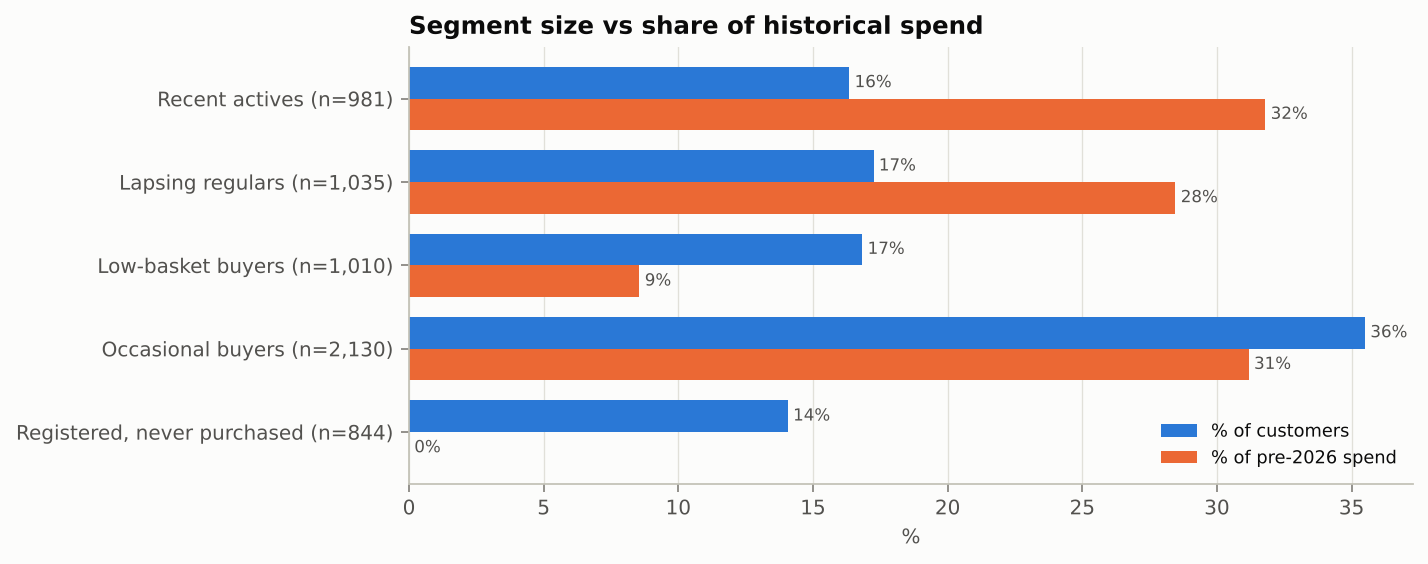 Segment size vs share of historical spend
Recent actives (n=981)
16%
32%
Lapsing regulars (n=1,035)
17%
28%
Low-basket buyers (n=1,010)
17%
9%
Occasional buyers (n=2,130)
36%
31%
Registered, never purchased (n=844)
14%
0%
% of customers
% of pre-2026 spend
0 5 10 15 20 25 30 35
%